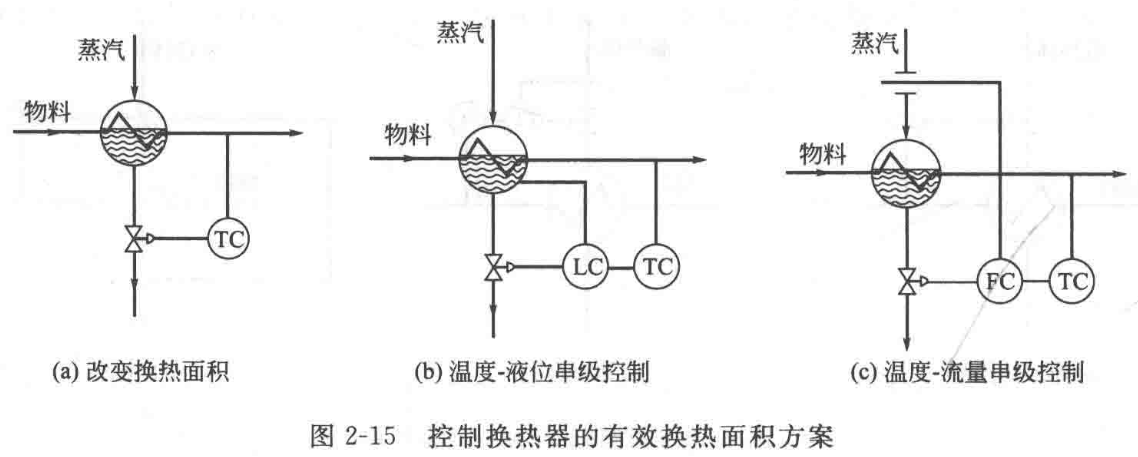 蒸汽
物料
TC
(a) 改变换热面积
蒸汽
物料
LC
TC
(b) 温度-液位串级控制
蒸汽
物料
FC
TC
(c) 温度-流量串级控制
图 2-15 控制换热器的有效换热面积方案